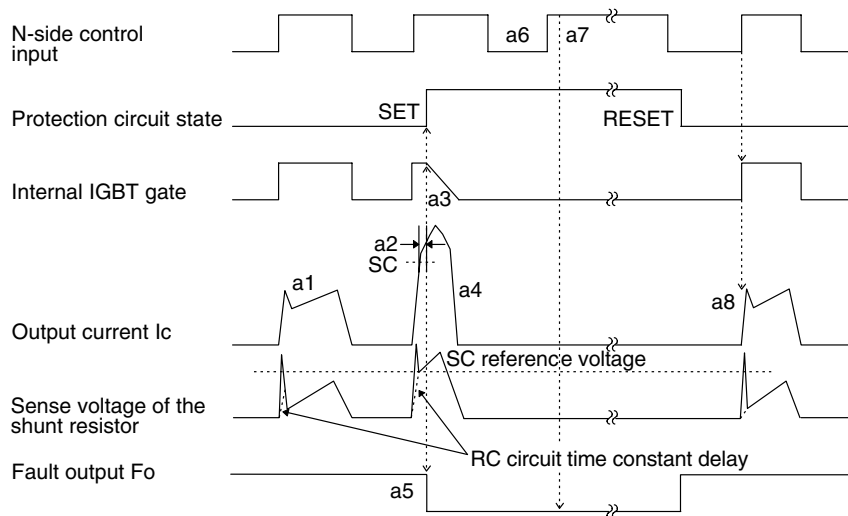 N-side control
input
a6
a7
Protection circuit state
SET
RESET
Internal IGBT gate
a3
a2
SC
a1
a4
a8
Output current Ic
SC reference voltage
Sense voltage of the
shunt resistor
RC circuit time constant delay
Fault output Fo
a5